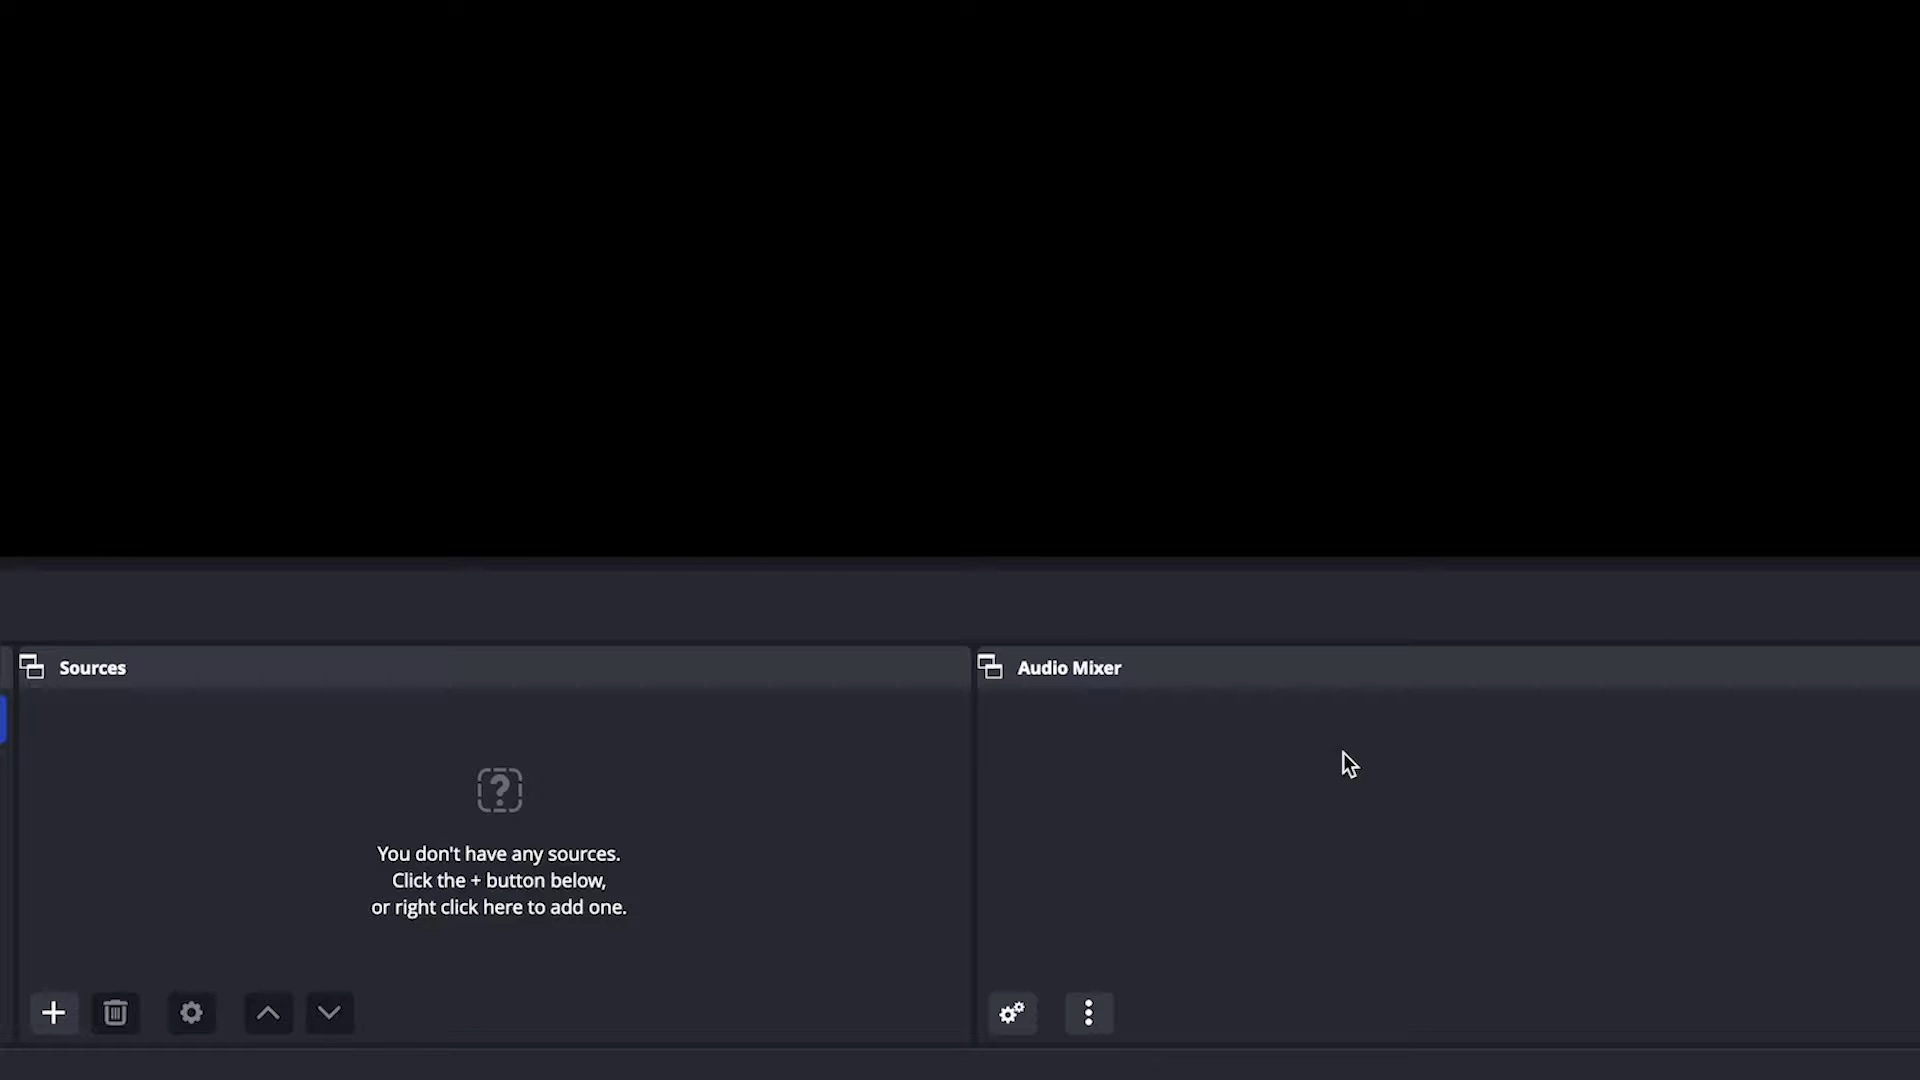 Sources
Audio Mixer
You don't have any sources.
Click the + button below,
or right click here to add one.